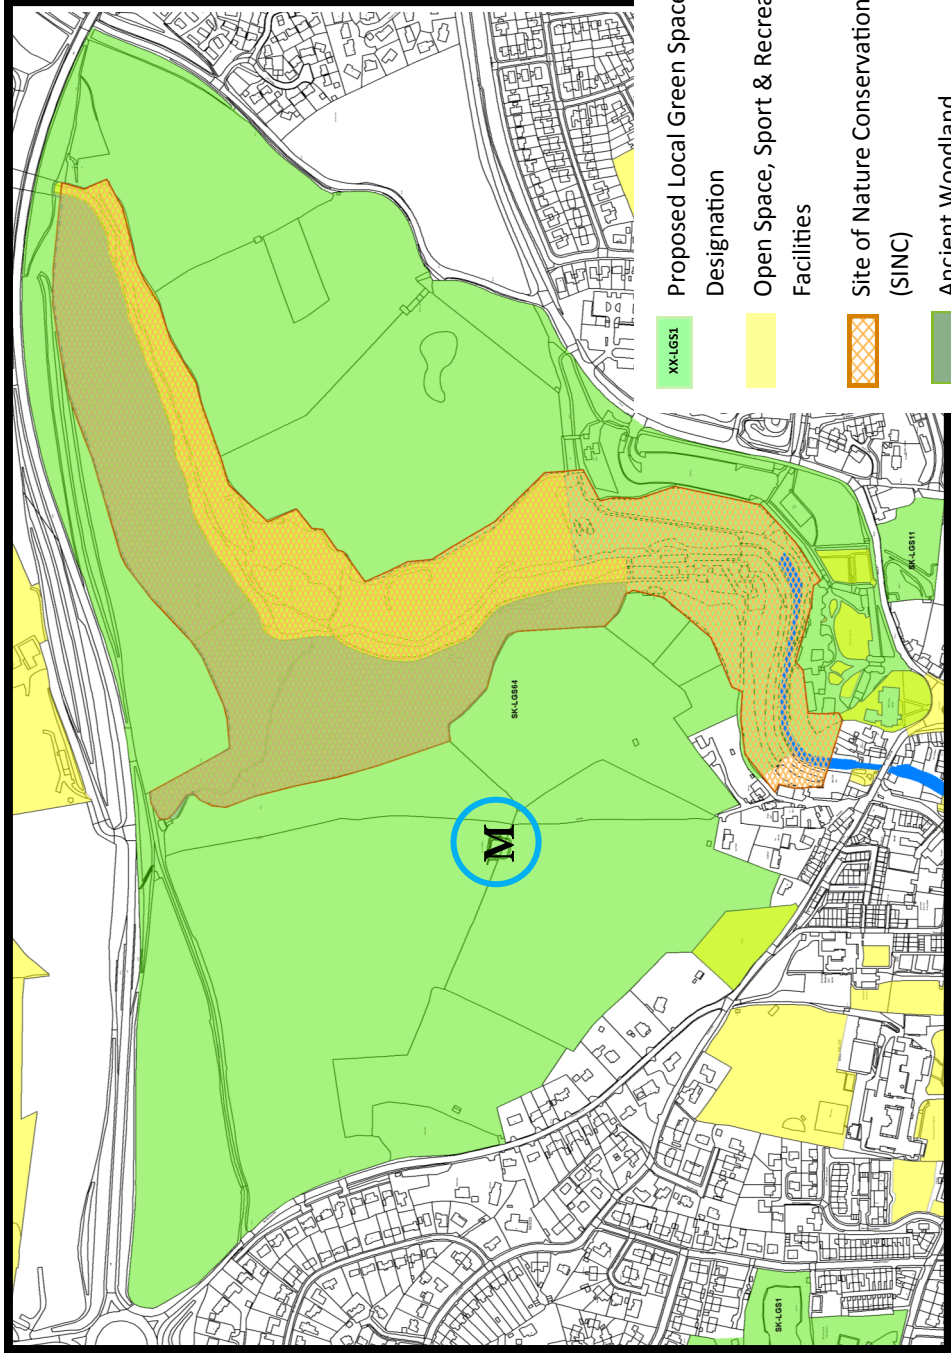 XX-LGS1
Proposed Local Green Space
Designation
Open Space, Sport & Recrea
Facilities
Site of Nature Conservation
(SINC)
Ancient Woodland
SK-LGS64
M
SK-LGS11
SK-LGS1